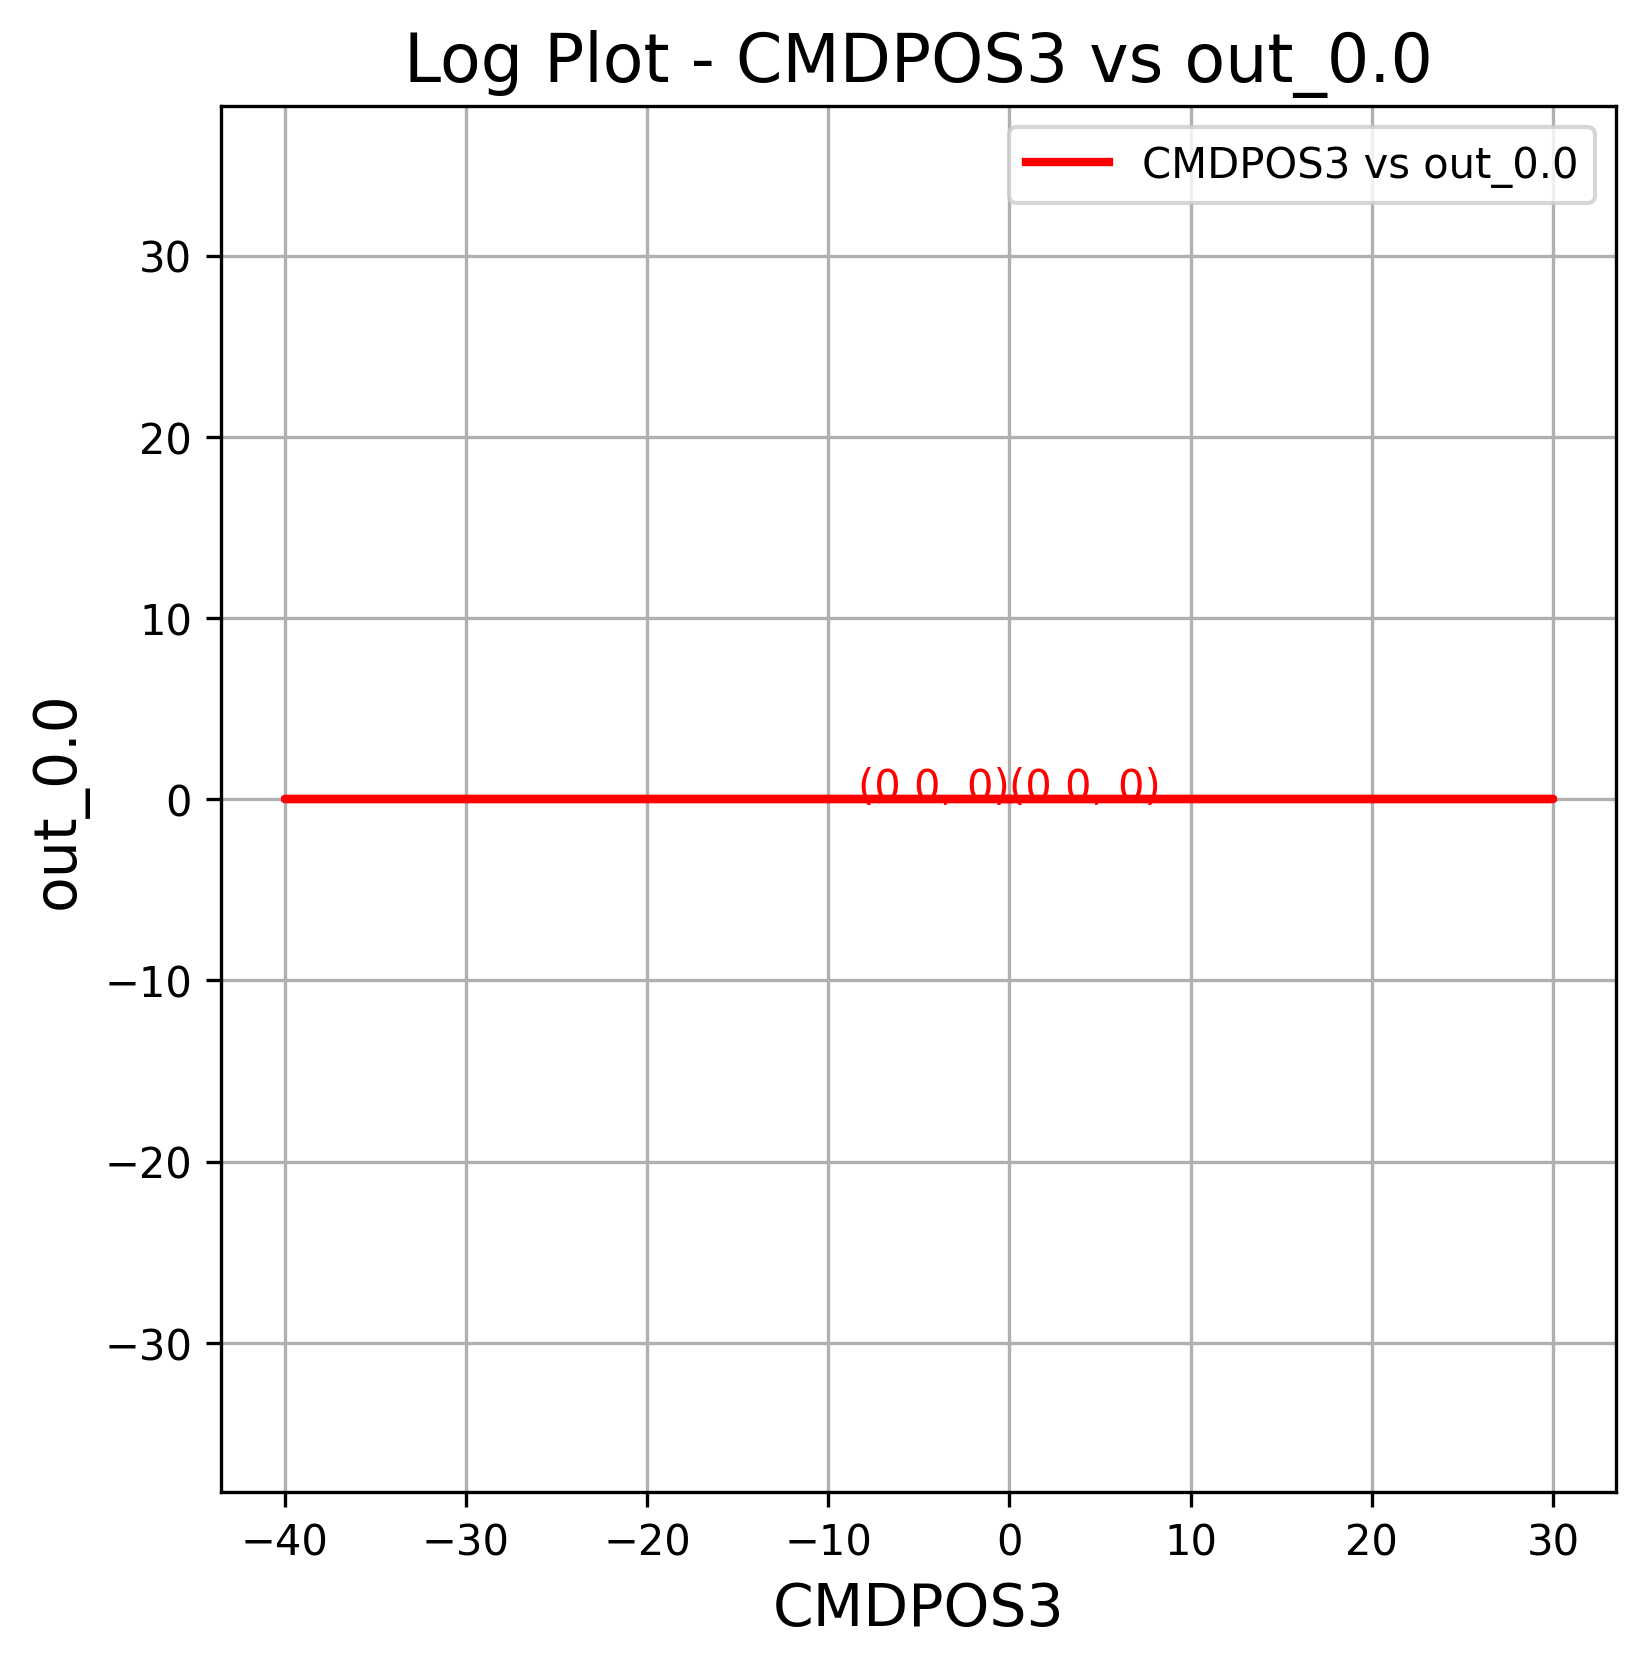 Log Plot - CMDPOS3 vs out_0.0
CMDPOS3 vs out_0.0
30
20
10
0
−10
−20
−30
out_0.0
(0.0, 0)(0.0, 0)
−40 −30 −20 −10 0 10 20 30
CMDPOS3